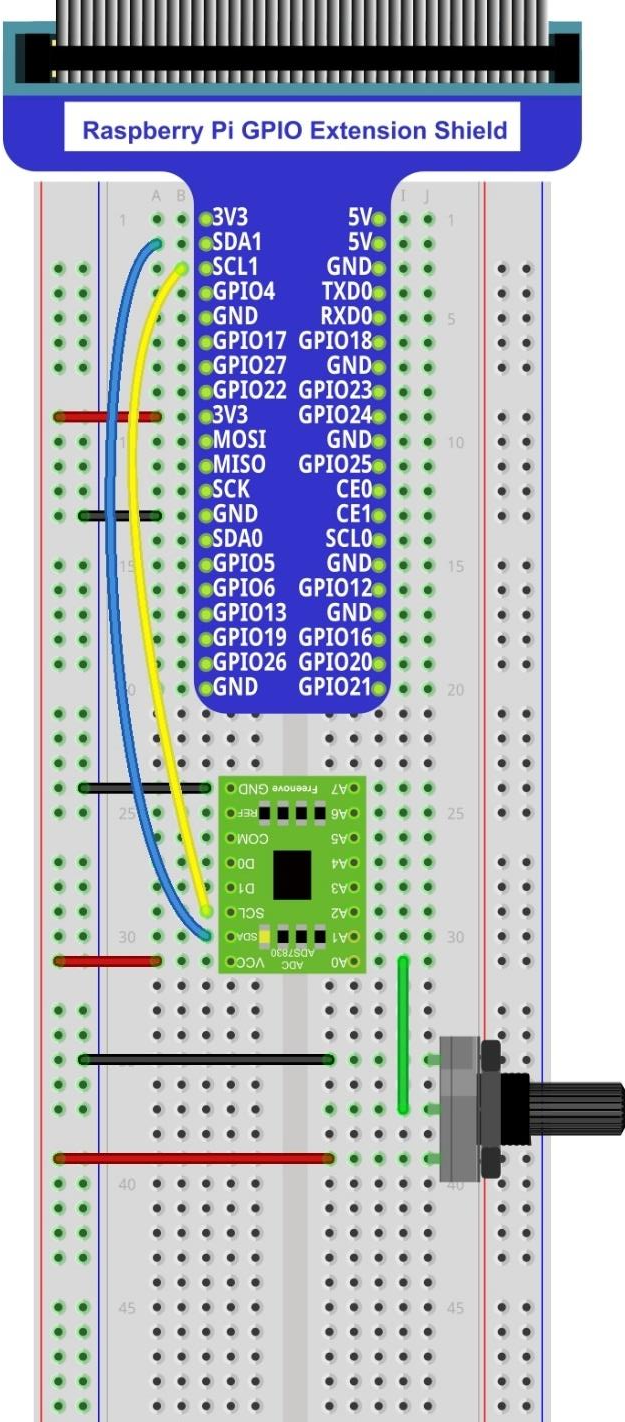 Raspberry Pi GPIO Extension Shield
A B I J
1 3V3 5V 1
SDA1 5V
SCL1 GND
GPIO4 TXD0
GND RXD0 5
GPIO17 GPIO18
GPIO27 GND
GPIO22 GPIO23
3V3 GPIO24
MOSI GND 10
MISO GPIO25
SCK CE0
GND CE1
SDA0 SCL0
15 GPIO5 GND 15
GPIO6 GPIO12
GPIO13 GND
GPIO19 GPIO16
GPIO26 GPIO20
GND GPIO21 20
GND Freenove A7
25 REF A6 25
COM A5
D0 A4
D1 A3
SCL A2
30 SDA A1 30
VCC ADS7830 A0
ADC
40 40
45 45